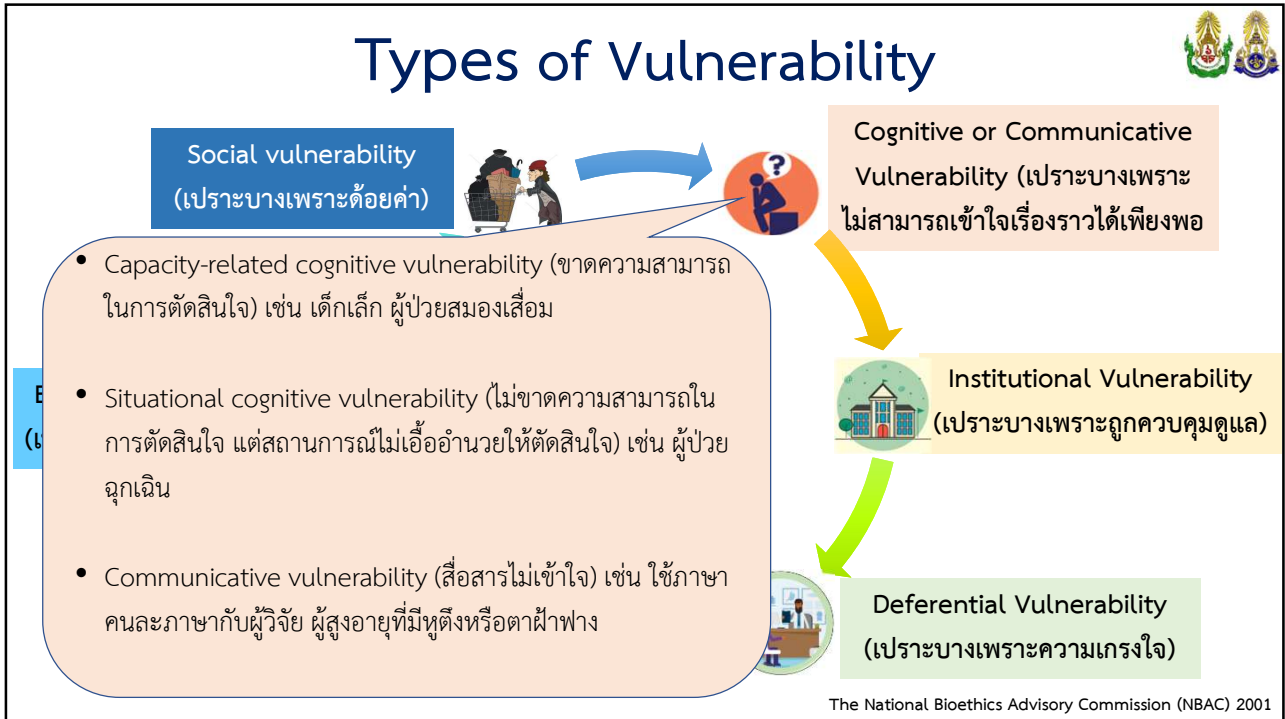 Types of Vulnerability
Social vulnerability
(เปราะบางเพราะด้อยค่า)
Cognitive or Communicative
Vulnerability (เปราะบางเพราะ
ไม่สามารถเข้าใจเรื่องราวได้เพียงพอ
• Capacity-related cognitive vulnerability (ขาดความสามารถ
ในการตัดสินใจ) เช่น เด็กเล็ก ผู้ป่วยสมองเสื่อม
• Situational cognitive vulnerability (ไม่ขาดความสามารถใน
การตัดสินใจ แต่สถานการณ์ไม่เอื้ออำนวยให้ตัดสินใจ) เช่น ผู้ป่วย
ฉุกเฉิน
• Communicative vulnerability (สื่อสารไม่เข้าใจ) เช่น ใช้ภาษา
คนละภาษากับผู้วิจัย ผู้สูงอายุที่มีหูตึงหรือตาฝ้าฟาง
Institutional Vulnerability
(เปราะบางเพราะถูกควบคุมดูแล)
Deferential Vulnerability
(เปราะบางเพราะความเกรงใจ)
The National Bioethics Advisory Commission (NBAC) 2001